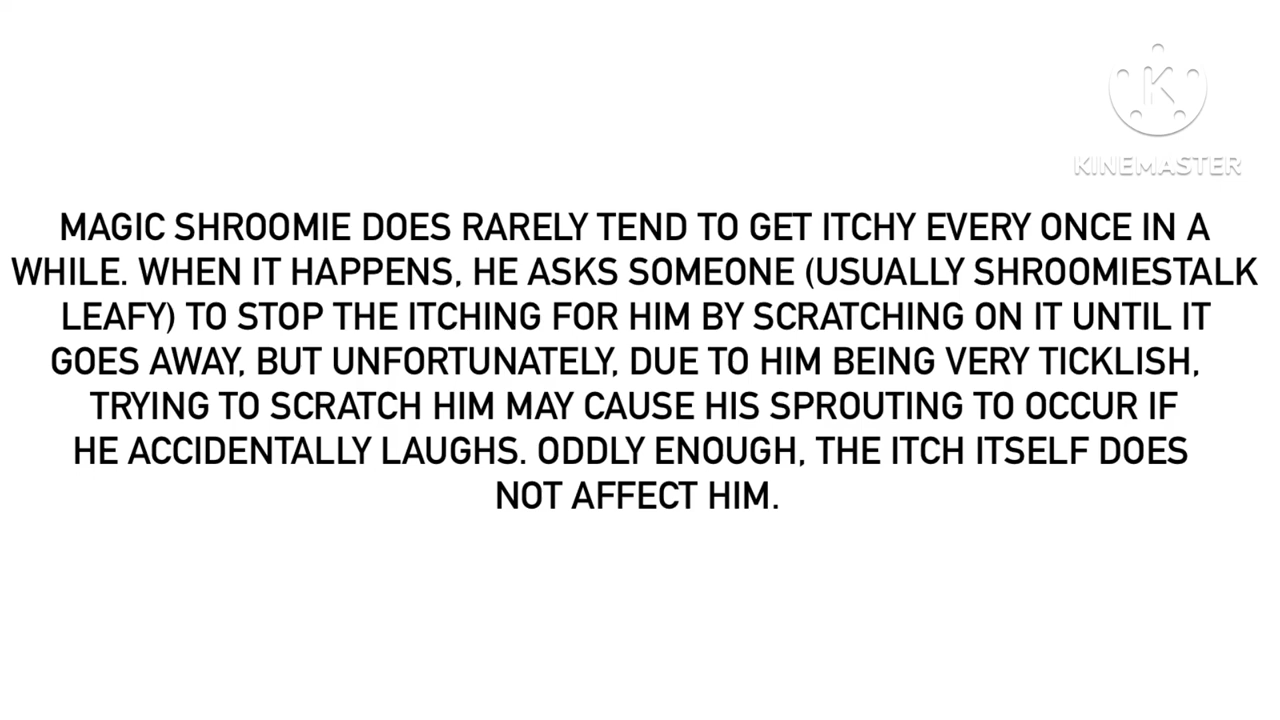 KINEMASTER
MAGIC SHROOMIE DOES RARELY TEND TO GET ITCHY EVERY ONCE IN A
WHILE. WHEN IT HAPPENS, HE ASKS SOMEONE (USUALLY SHROOMIESTALK
LEAFY) TO STOP THE ITCHING FOR HIM BY SCRATCHING ON IT UNTIL IT
GOES AWAY, BUT UNFORTUNATELY, DUE TO HIM BEING VERY TICKLISH,
TRYING TO SCRATCH HIM MAY CAUSE HIS SPROUTING TO OCCUR IF
HE ACCIDENTALLY LAUGHS. ODDLY ENOUGH, THE ITCH ITSELF DOES
NOT AFFECT HIM.